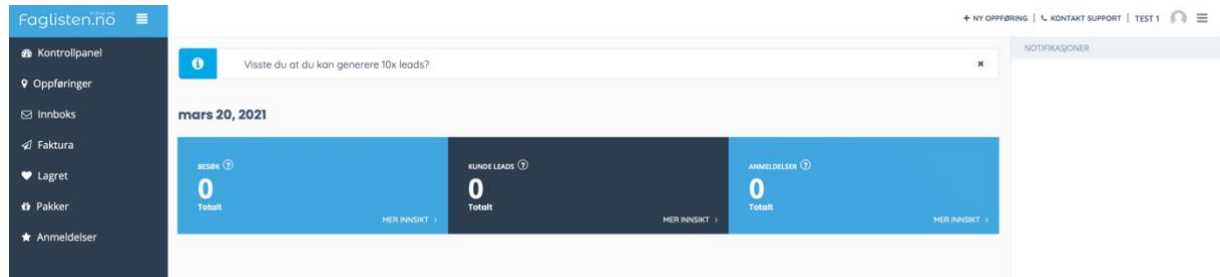 Faglisten.no
+ NY OPPFØRING | KONTAKT SUPPORT | TEST 1
Kontrollpanel
Oppføringer
Innboks
Faktura
Lagret
Pakker
Anmeldelser
Visste du at du kan generere 10x leads?
mars 20, 2021
BESØK
0
Totalt
MER INNSIKT
KUNDE LEADS
0
Totalt
MER INNSIKT
ANMELDELSER
0
Totalt
MER INNSIKT
NOTIFIKASJONER